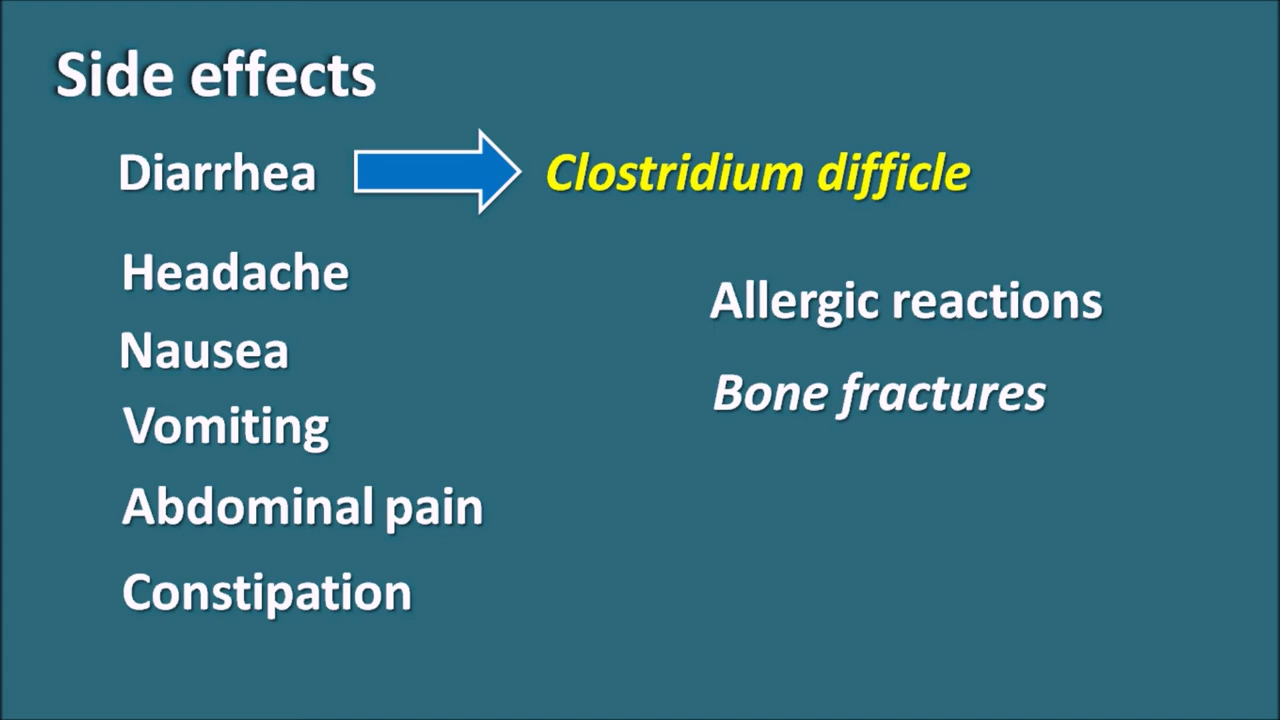 Side effects
Diarrhea
Clostridium difficle
Headache
Nausea
Vomiting
Abdominal pain
Constipation
Allergic reactions
Bone fractures